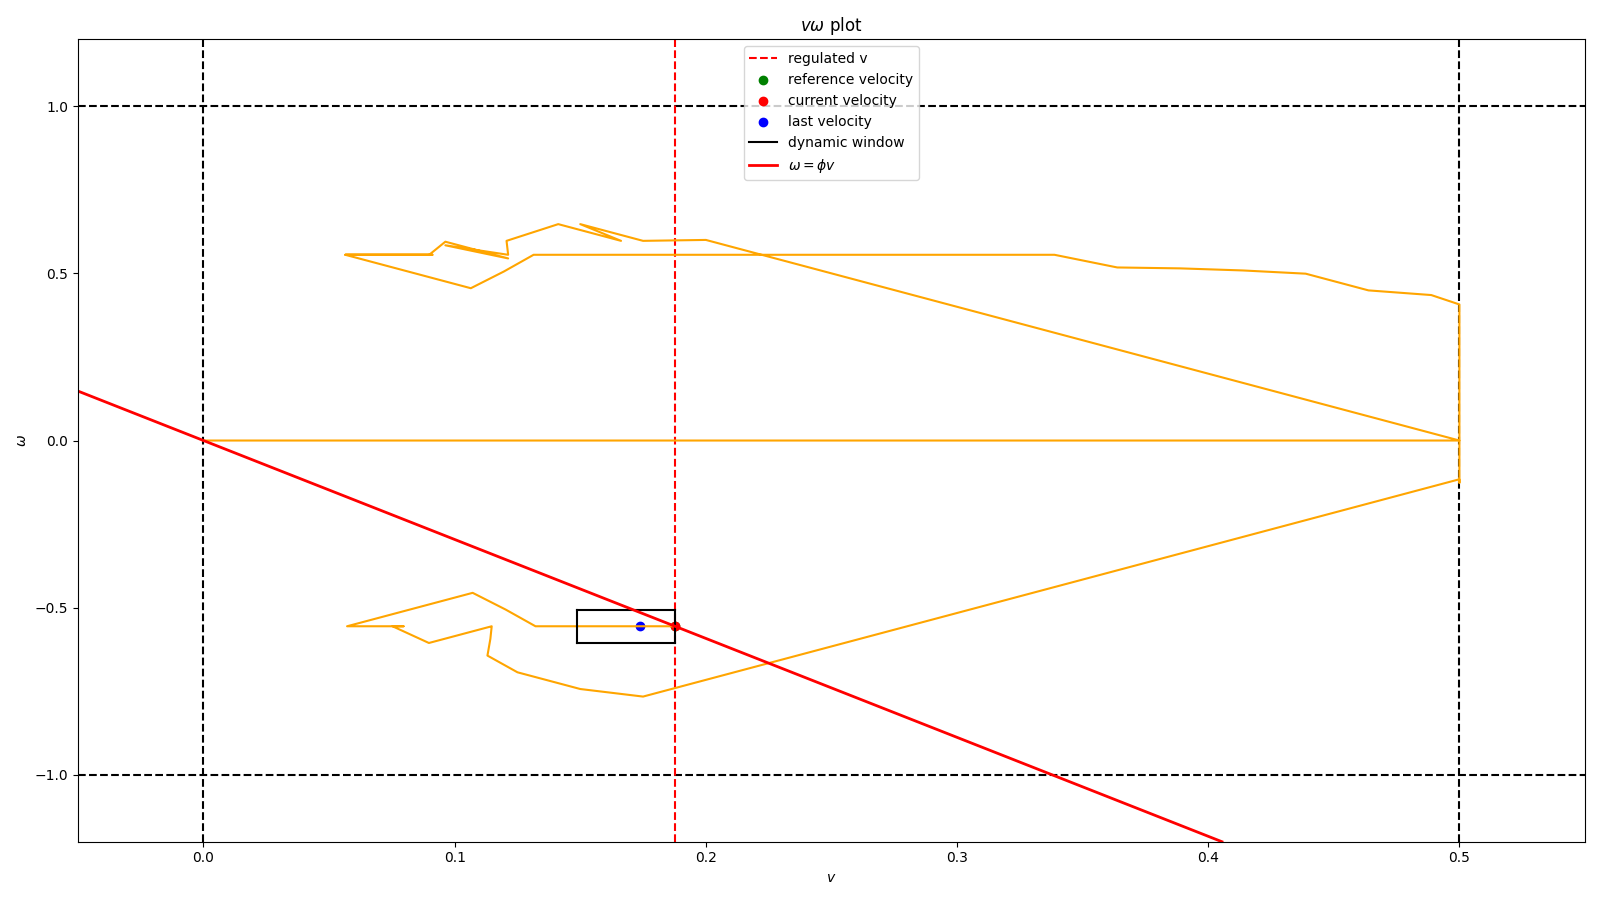 vω plot
regulated v
reference velocity
current velocity
last velocity
dynamic window
ω = ϕv
1.0
0.5
0.0
−0.5
−1.0
ω
0.0 0.1 0.2 0.3 0.4 0.5
v